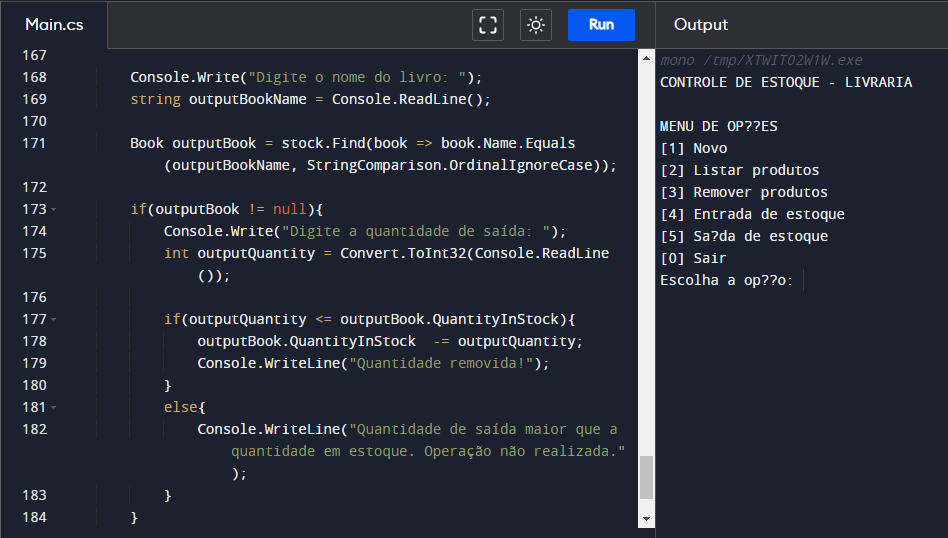 Main.cs
Run
Output
167
168 Console.Write("Digite o nome do livro: ");
169 string outputBookName = Console.ReadLine();
170
171 Book outputBook = stock.Find(book => book.Name.Equals
(outputBookName, StringComparison.OrdinalIgnoreCase));
172
173 if(outputBook != null){
174 Console.Write("Digite a quantidade de saída: ");
175 int outputQuantity = Convert.ToInt32(Console.ReadLine
());
176
177 if(outputQuantity <= outputBook.QuantityInStock){
178 outputBook.QuantityInStock -= outputQuantity;
179 Console.WriteLine("Quantidade removida!");
180 }
181 else{
182 Console.WriteLine("Quantidade de saída maior que a
quantidade em estoque. Operação não realizada."
);
183 }
184 }
mono /tmp/XTWIT02W1W.exe
CONTROLE DE ESTOQUE - LIVRARIA
MENU DE OP??ES
[1] Novo
[2] Listar produtos
[3] Remover produtos
[4] Entrada de estoque
[5] Sa?da de estoque
[0] Sair
Escolha a op??o: